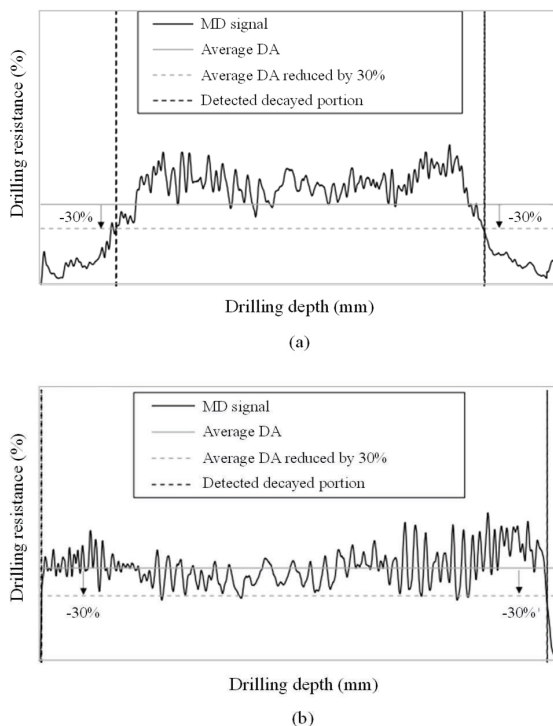 MD signal
Average DA
Average DA reduced by 30%
Detected decayed portion
Drilling resistance (%)
-30%
-30%
Drilling depth (mm)
(a)
MD signal
Average DA
Average DA reduced by 30%
Detected decayed portion
Drilling resistance (%)
-30%
-30%
Drilling depth (mm)
(b)